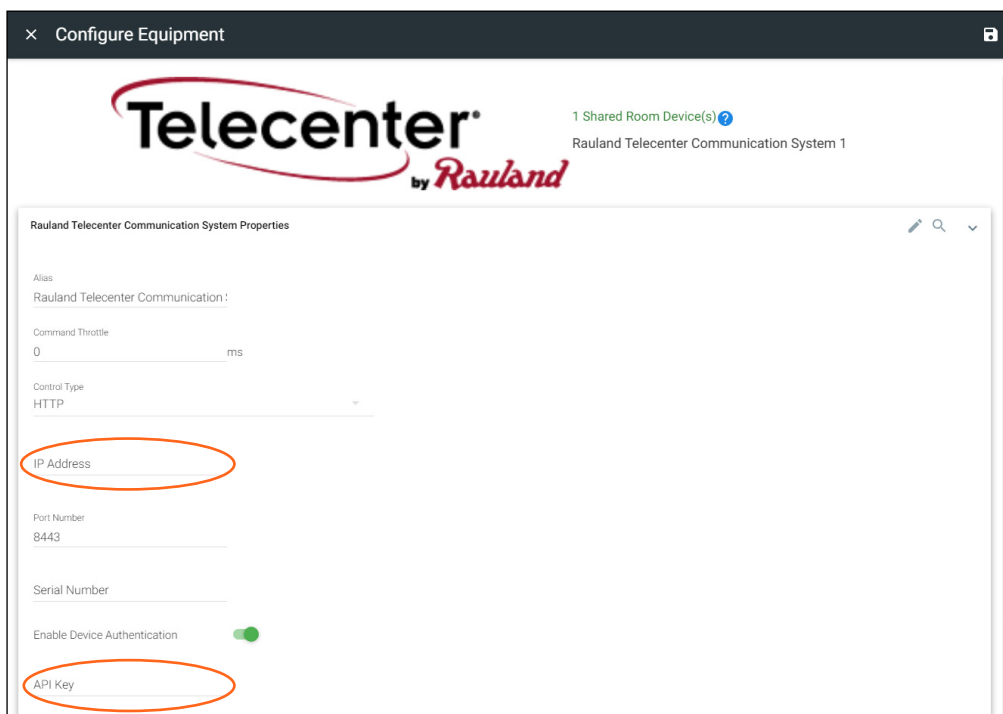 Configure Equipment
Telecenter®
by Rauland
1 Shared Room Device(s) ?
Rauland Telecenter Communication System 1
Rauland Telecenter Communication System Properties
Alias
Rauland Telecenter Communication S
Command Throttle
0 ms
Control Type
HTTP
IP Address
Port Number
8443
Serial Number
Enable Device Authentication
API Key